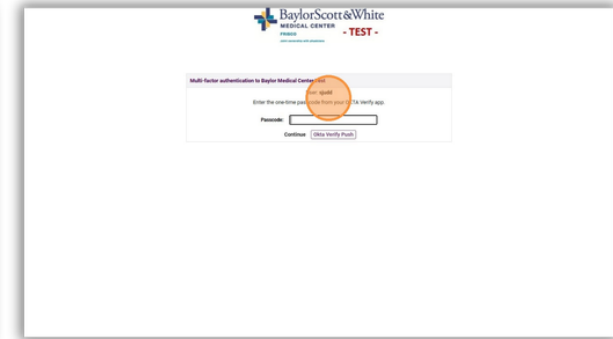 BaylorScott&White
MEDICAL CENTER
FRISCO
- TEST -
Multi-factor authentication to Baylor Medical Center Test
User
Enter the one-time passcode from your OKTA Verify app.
Passcode:
Continue Okta Verify Push